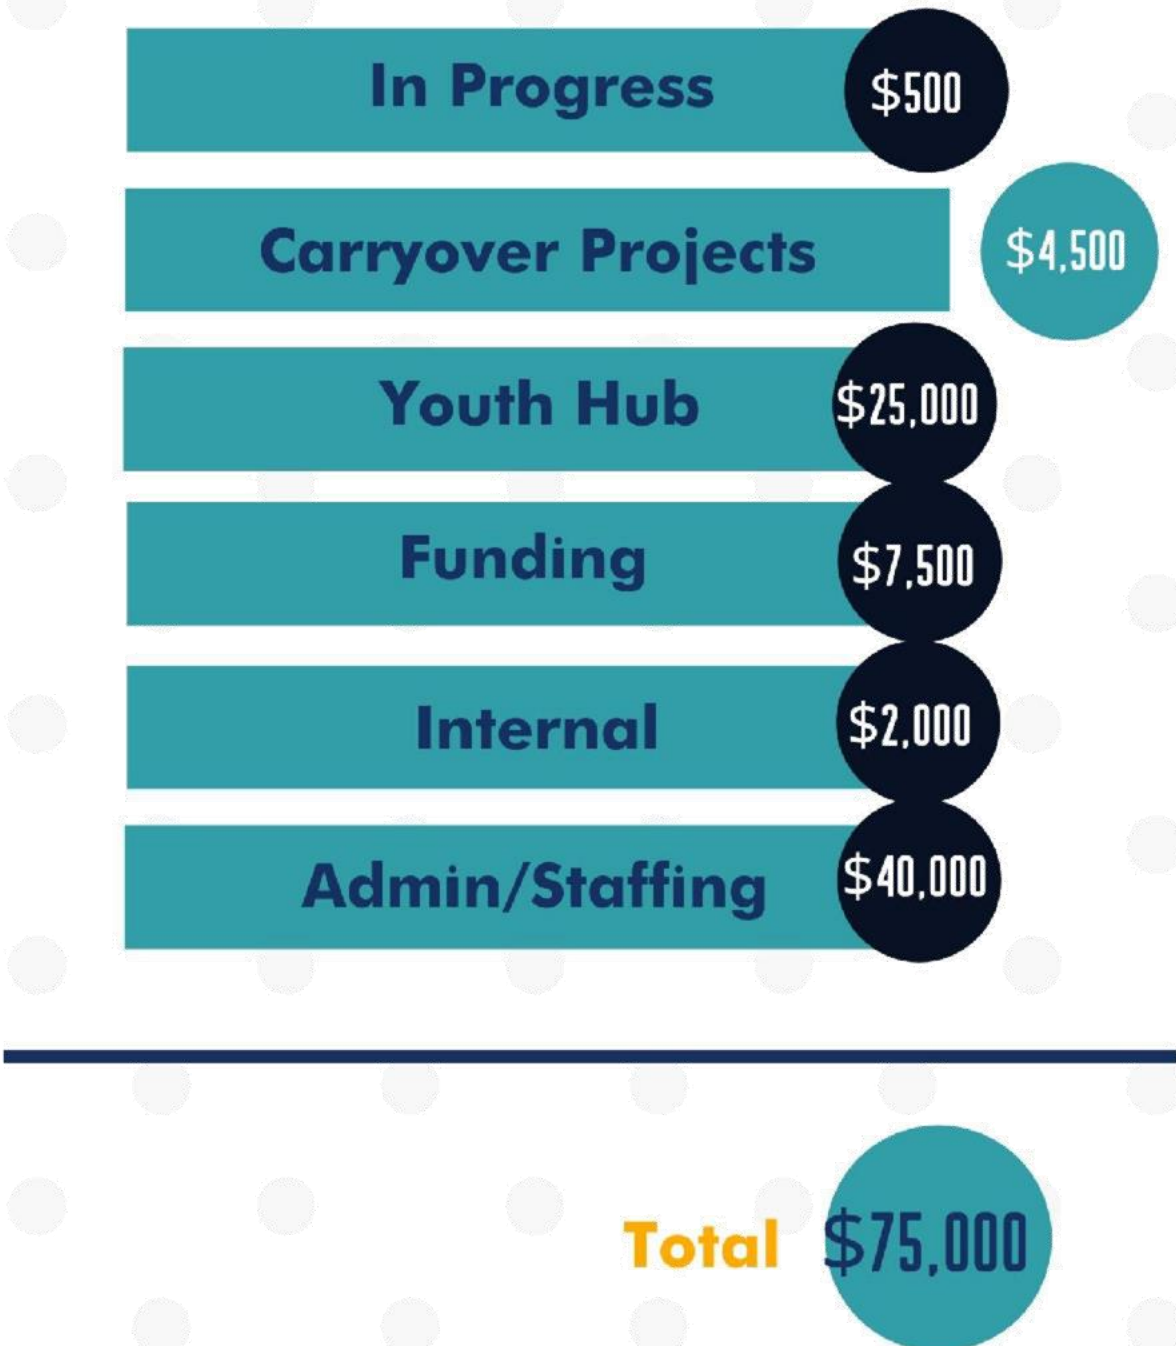 In Progress $500
Carryover Projects $4,500
Youth Hub $25,000
Funding $7,500
Internal $2,000
Admin/Staffing $40,000
Total $75,000